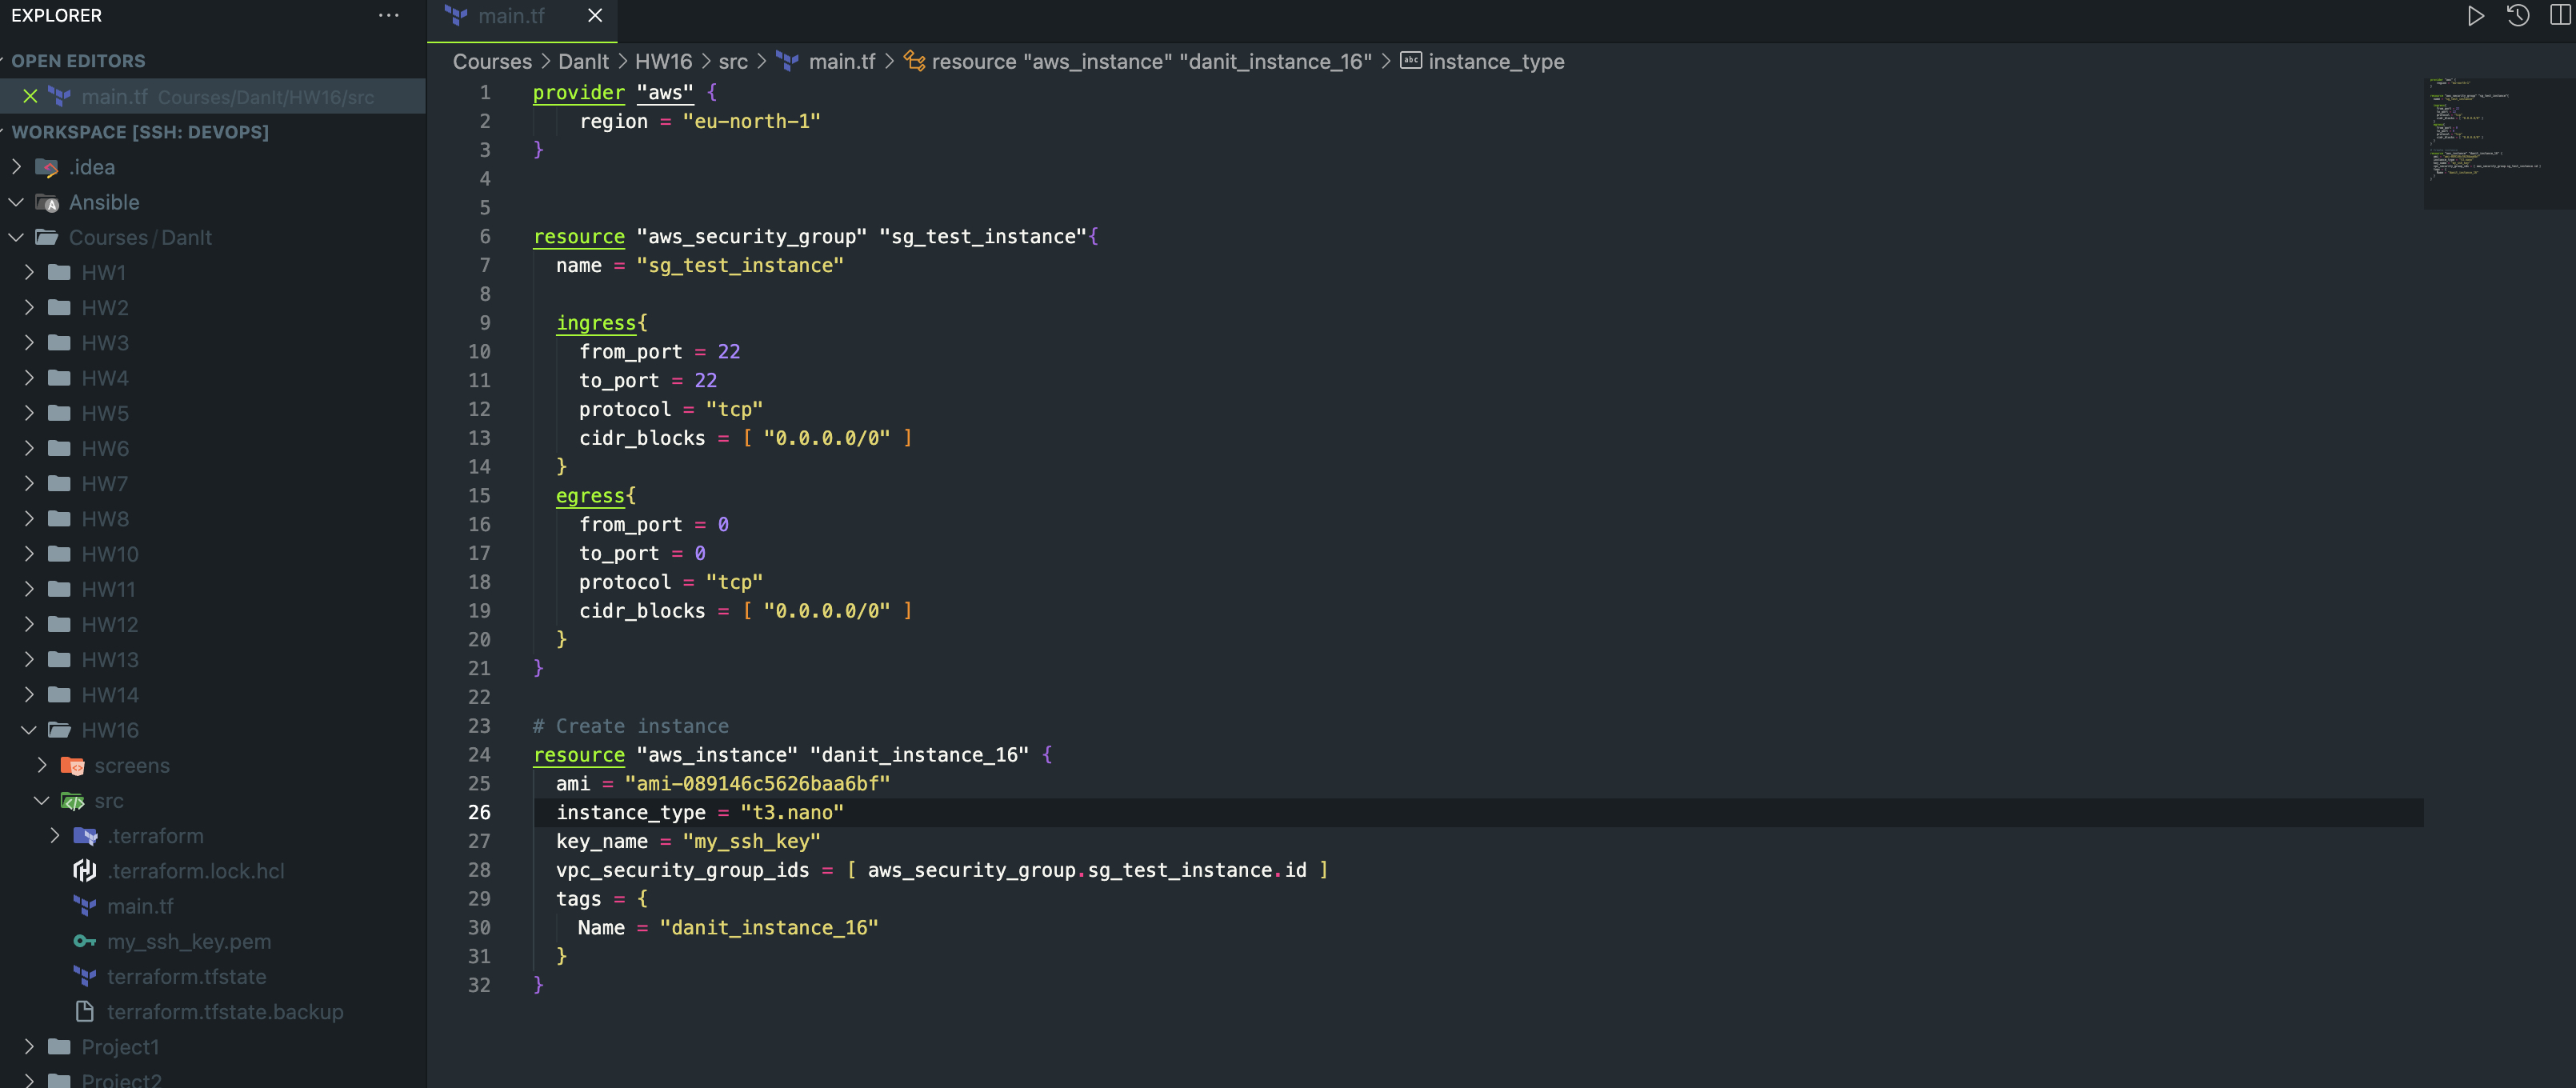 EXPLORER
OPEN EDITORS
main.tf Courses/DanIt/HW16/src
WORKSPACE [SSH: DEVOPS]
.idea
Ansible
Courses / DanIt
HW1
HW2
HW3
HW4
HW5
HW6
HW7
HW8
HW10
HW11
HW12
HW13
HW14
HW16
screens
src
.terraform
.terraform.lock.hcl
main.tf
my_ssh_key.pem
terraform.tfstate
terraform.tfstate.backup
Project1
Project2
main.tf
Courses > DanIt > HW16 > src > main.tf > resource "aws_instance" "danit_instance_16" > abc instance_type
1 provider "aws" {
2 region = "eu-north-1"
3 }
4
5
6 resource "aws_security_group" "sg_test_instance"{
7 name = "sg_test_instance"
8
9 ingress{
10 from_port = 22
11 to_port = 22
12 protocol = "tcp"
13 cidr_blocks = [ "0.0.0.0/0" ]
14 }
15 egress{
16 from_port = 0
17 to_port = 0
18 protocol = "tcp"
19 cidr_blocks = [ "0.0.0.0/0" ]
20 }
21 }
22
23 # Create instance
24 resource "aws_instance" "danit_instance_16" {
25 ami = "ami-089146c5626baa6bf"
26 instance_type = "t3.nano"
27 key_name = "my_ssh_key"
28 vpc_security_group_ids = [ aws_security_group.sg_test_instance.id ]
29 tags = {
30 Name = "danit_instance_16"
31 }
32 }